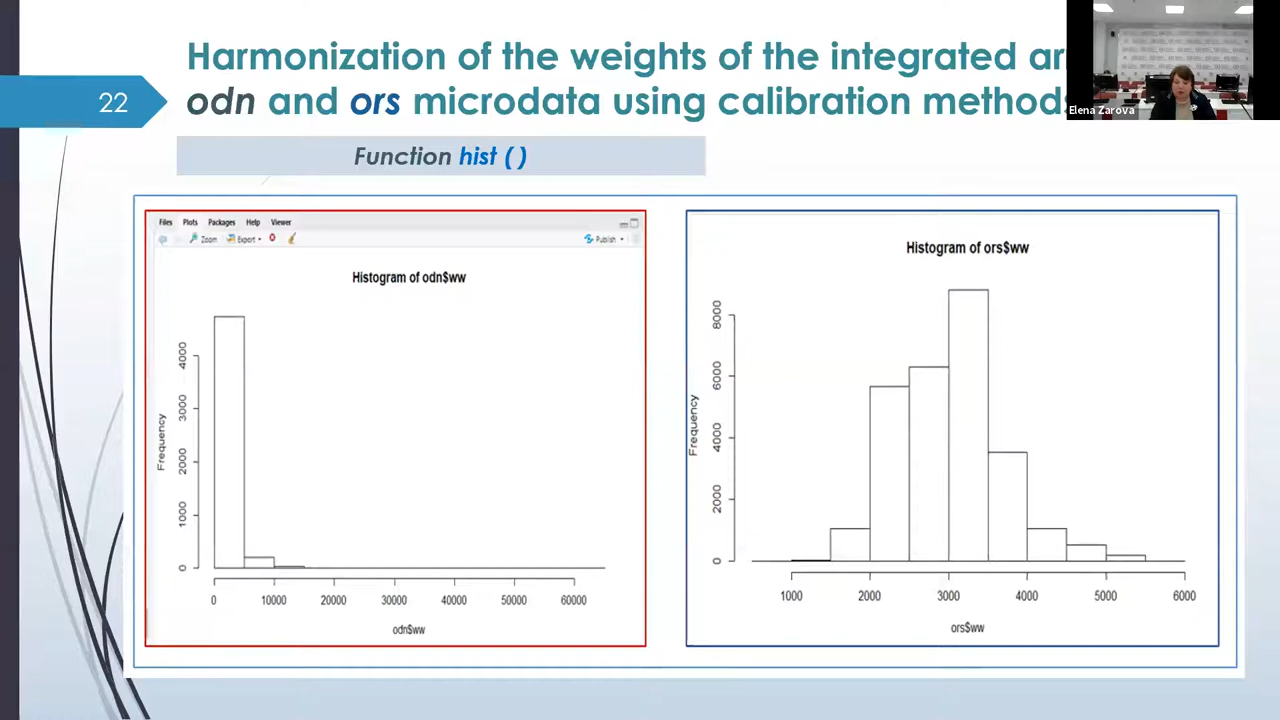 Harmonization of the weights of the integrated
22
odn and ors microdata using calibration methods
Elena Zarova
Function hist ( )
Files Plots Packages Help Viewer
Zoom Export Publish
Histogram of odn$ww
Frequency
4000
3000
2000
1000
0
0 10000 20000 30000 40000 50000 60000
odn$ww
Histogram of ors$ww
Frequency
8000
6000
4000
2000
0
1000 2000 3000 4000 5000 6000
ors$ww